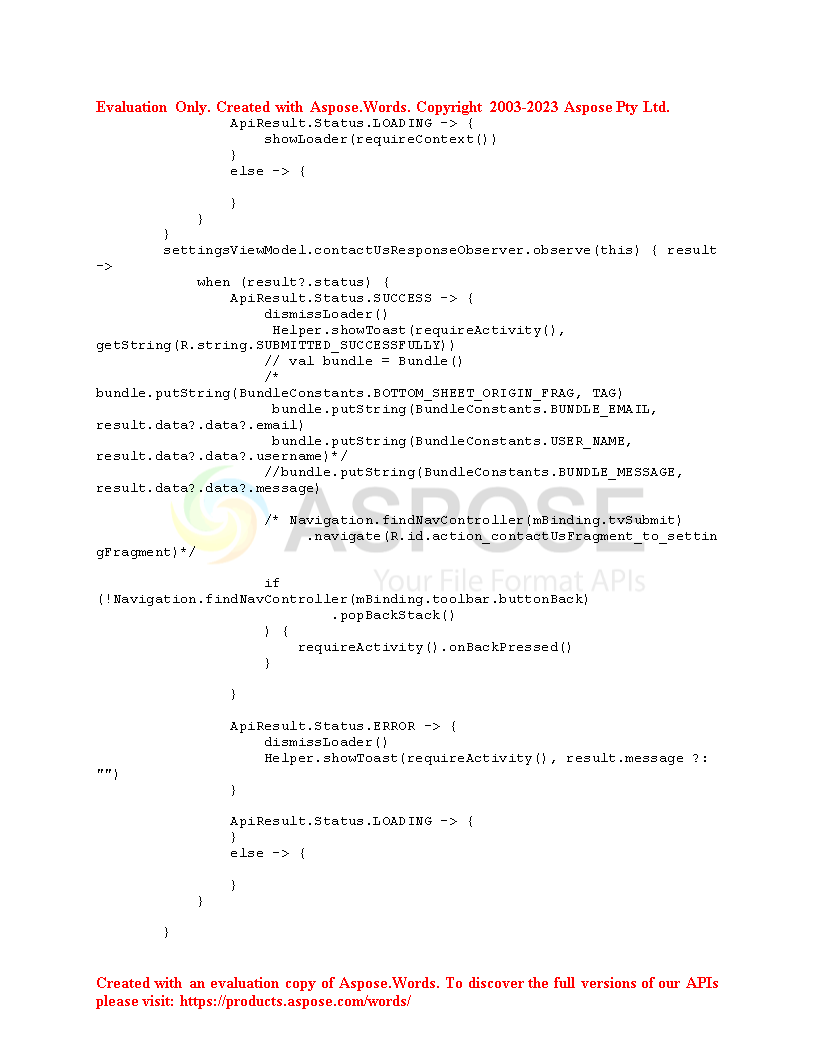 Evaluation Only. Created with Aspose.Words. Copyright 2003-2023 Aspose Pty Ltd.
                ApiResult.Status.LOADING -> {
                    showLoader(requireContext())
                }
                else -> {

                }
            }
        }
        settingsViewModel.contactUsResponseObserver.observe(this) { result
->
            when (result?.status) {
                ApiResult.Status.SUCCESS -> {
                    dismissLoader()
                     Helper.showToast(requireActivity(),
getString(R.string.SUBMITTED_SUCCESSFULLY))
                    // val bundle = Bundle()
                    /*
bundle.putString(BundleConstants.BOTTOM_SHEET_ORIGIN_FRAG, TAG)
                     bundle.putString(BundleConstants.BUNDLE_EMAIL,
result.data?.data?.email)
                     bundle.putString(BundleConstants.USER_NAME,
result.data?.data?.username)*/
                    //bundle.putString(BundleConstants.BUNDLE_MESSAGE,
result.data?.data?.message)
ASPOSE
                    /* Navigation.findNavController(mBinding.tvSubmit)
                         .navigate(R.id.action_contactUsFragment_to_settin
gFragment)*/
Your File Format APIs
                    if
(!Navigation.findNavController(mBinding.toolbar.buttonBack)
                            .popBackStack()
                    ) {
                        requireActivity().onBackPressed()
                    }

                }

                ApiResult.Status.ERROR -> {
                    dismissLoader()
                    Helper.showToast(requireActivity(), result.message ?:
"")
                }

                ApiResult.Status.LOADING -> {
                }
                else -> {

                }
            }

        }

Created with an evaluation copy of Aspose.Words. To discover the full versions of our APIs
please visit: https://products.aspose.com/words/